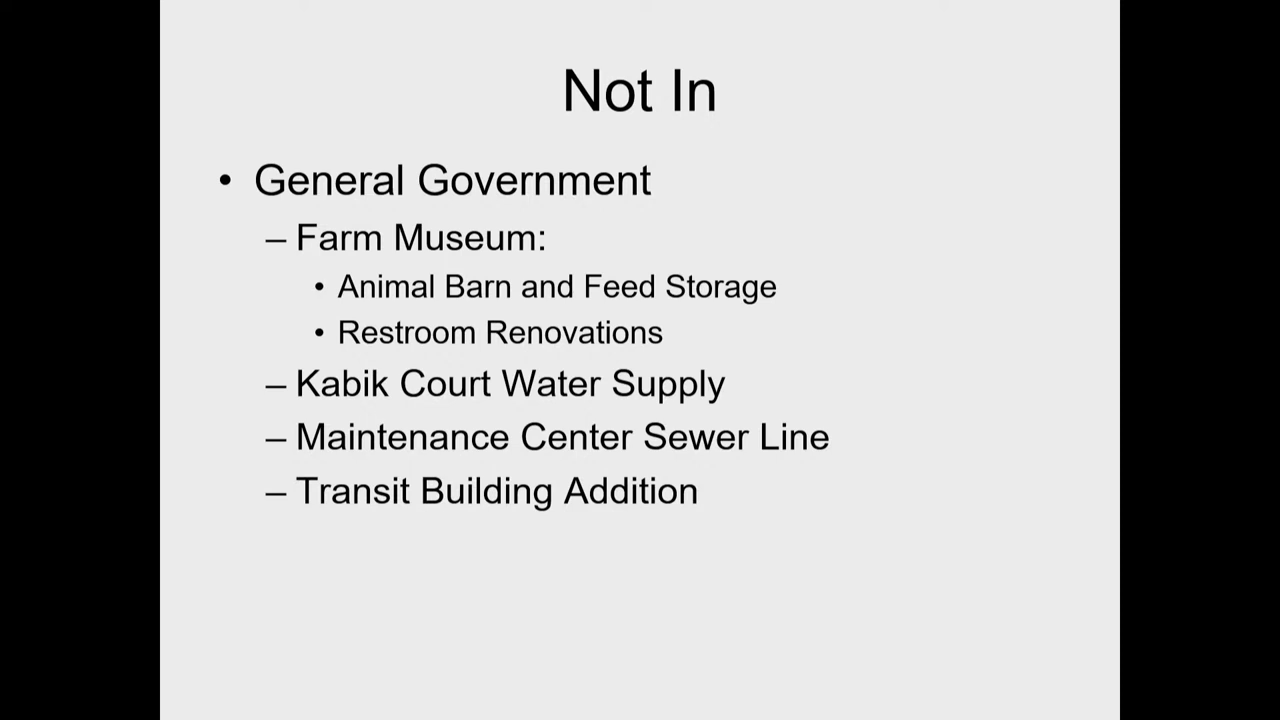 Not In
• General Government
– Farm Museum:
• Animal Barn and Feed Storage
• Restroom Renovations
– Kabik Court Water Supply
– Maintenance Center Sewer Line
– Transit Building Addition